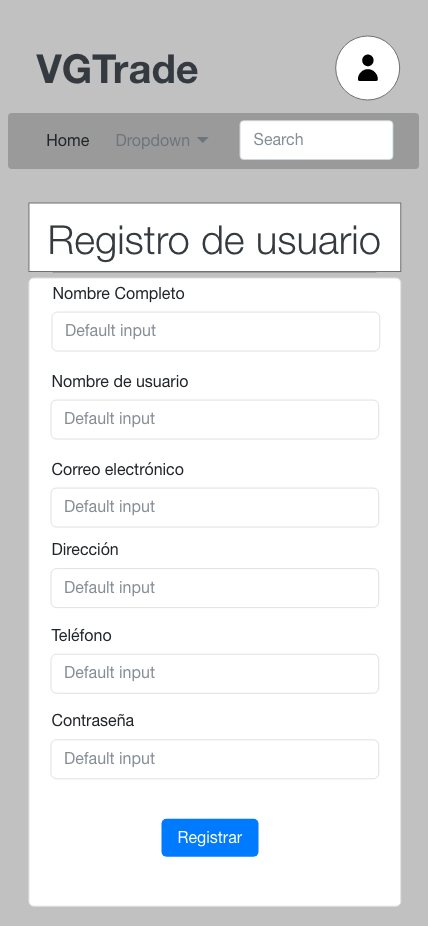 VGTrade
Home Dropdown Search
Registro de usuario
Nombre Completo
Default input
Nombre de usuario
Default input
Correo electrónico
Default input
Dirección
Default input
Teléfono
Default input
Contraseña
Default input
Registrar